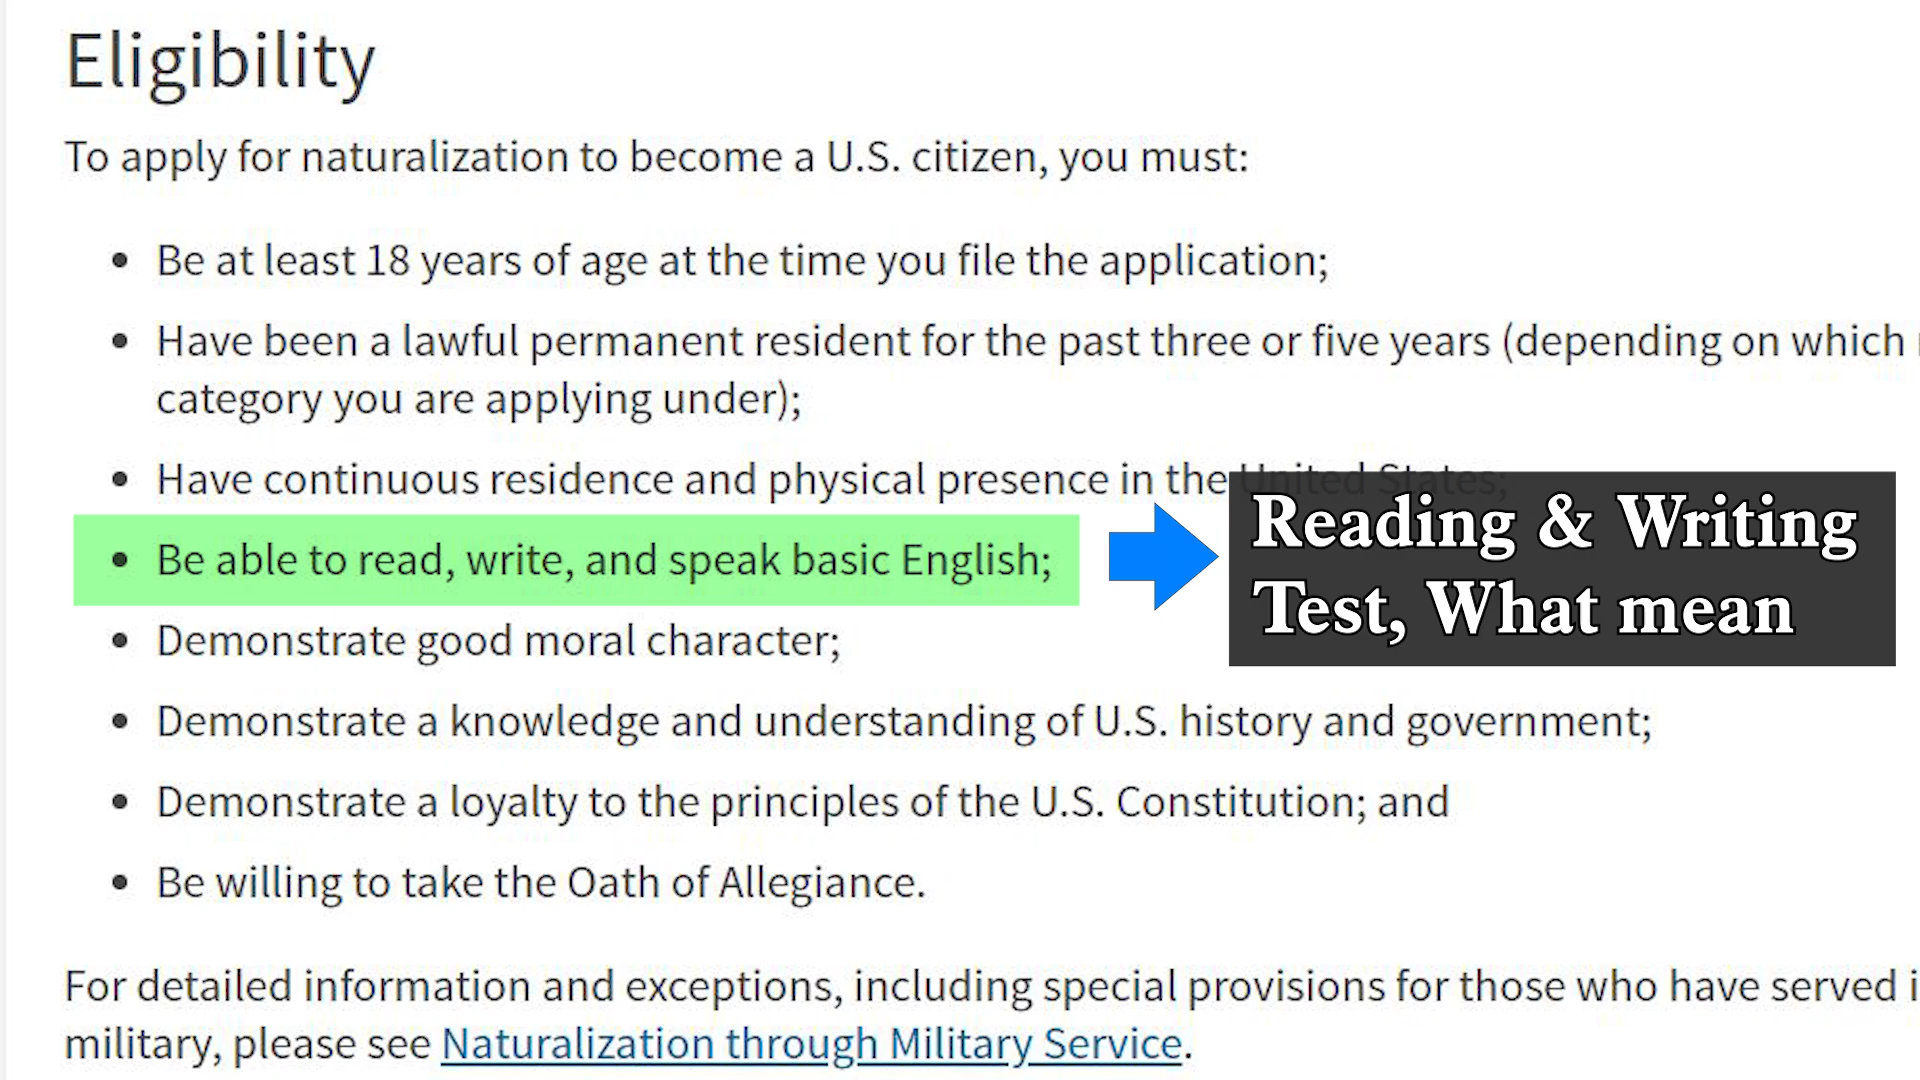 Eligibility
To apply for naturalization to become a U.S. citizen, you must:
• Be at least 18 years of age at the time you file the application;
• Have been a lawful permanent resident for the past three or five years (depending on which
category you are applying under);
• Have continuous residence and physical presence in the United States;
• Be able to read, write, and speak basic English;
Reading & Writing
Test, What mean
• Demonstrate good moral character;
• Demonstrate a knowledge and understanding of U.S. history and government;
• Demonstrate a loyalty to the principles of the U.S. Constitution; and
• Be willing to take the Oath of Allegiance.
For detailed information and exceptions, including special provisions for those who have served
military, please see Naturalization through Military Service.